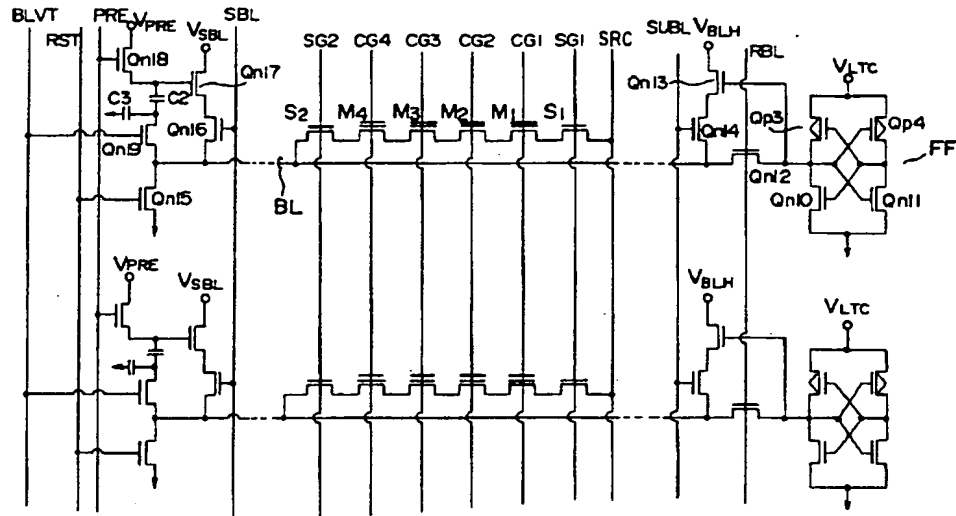 BLVT PRE VPRE SBL
RST VSBL
SG2 CG4 CG3 CG2 CG1 SG1 SRC
SUBL VBLH RBL
Qn18 Qn17
Qn13 VLTC
C3 C2
Qn16 S2 M4 M3 M2 M1 S1
Qn14 Qp3 Qp4
Qn19 FF
Qn15 BL Qn12 Qn10 Qn11
VPRE VSBL VBLH VLTC